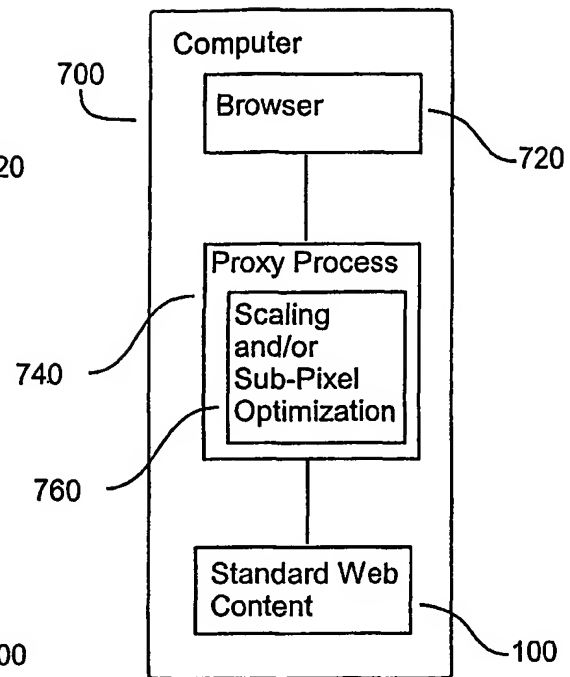 Computer
700
Browser
720
20
Proxy Process
Scaling
and/or
Sub-Pixel
Optimization
740
760
Standard Web
Content
100
00